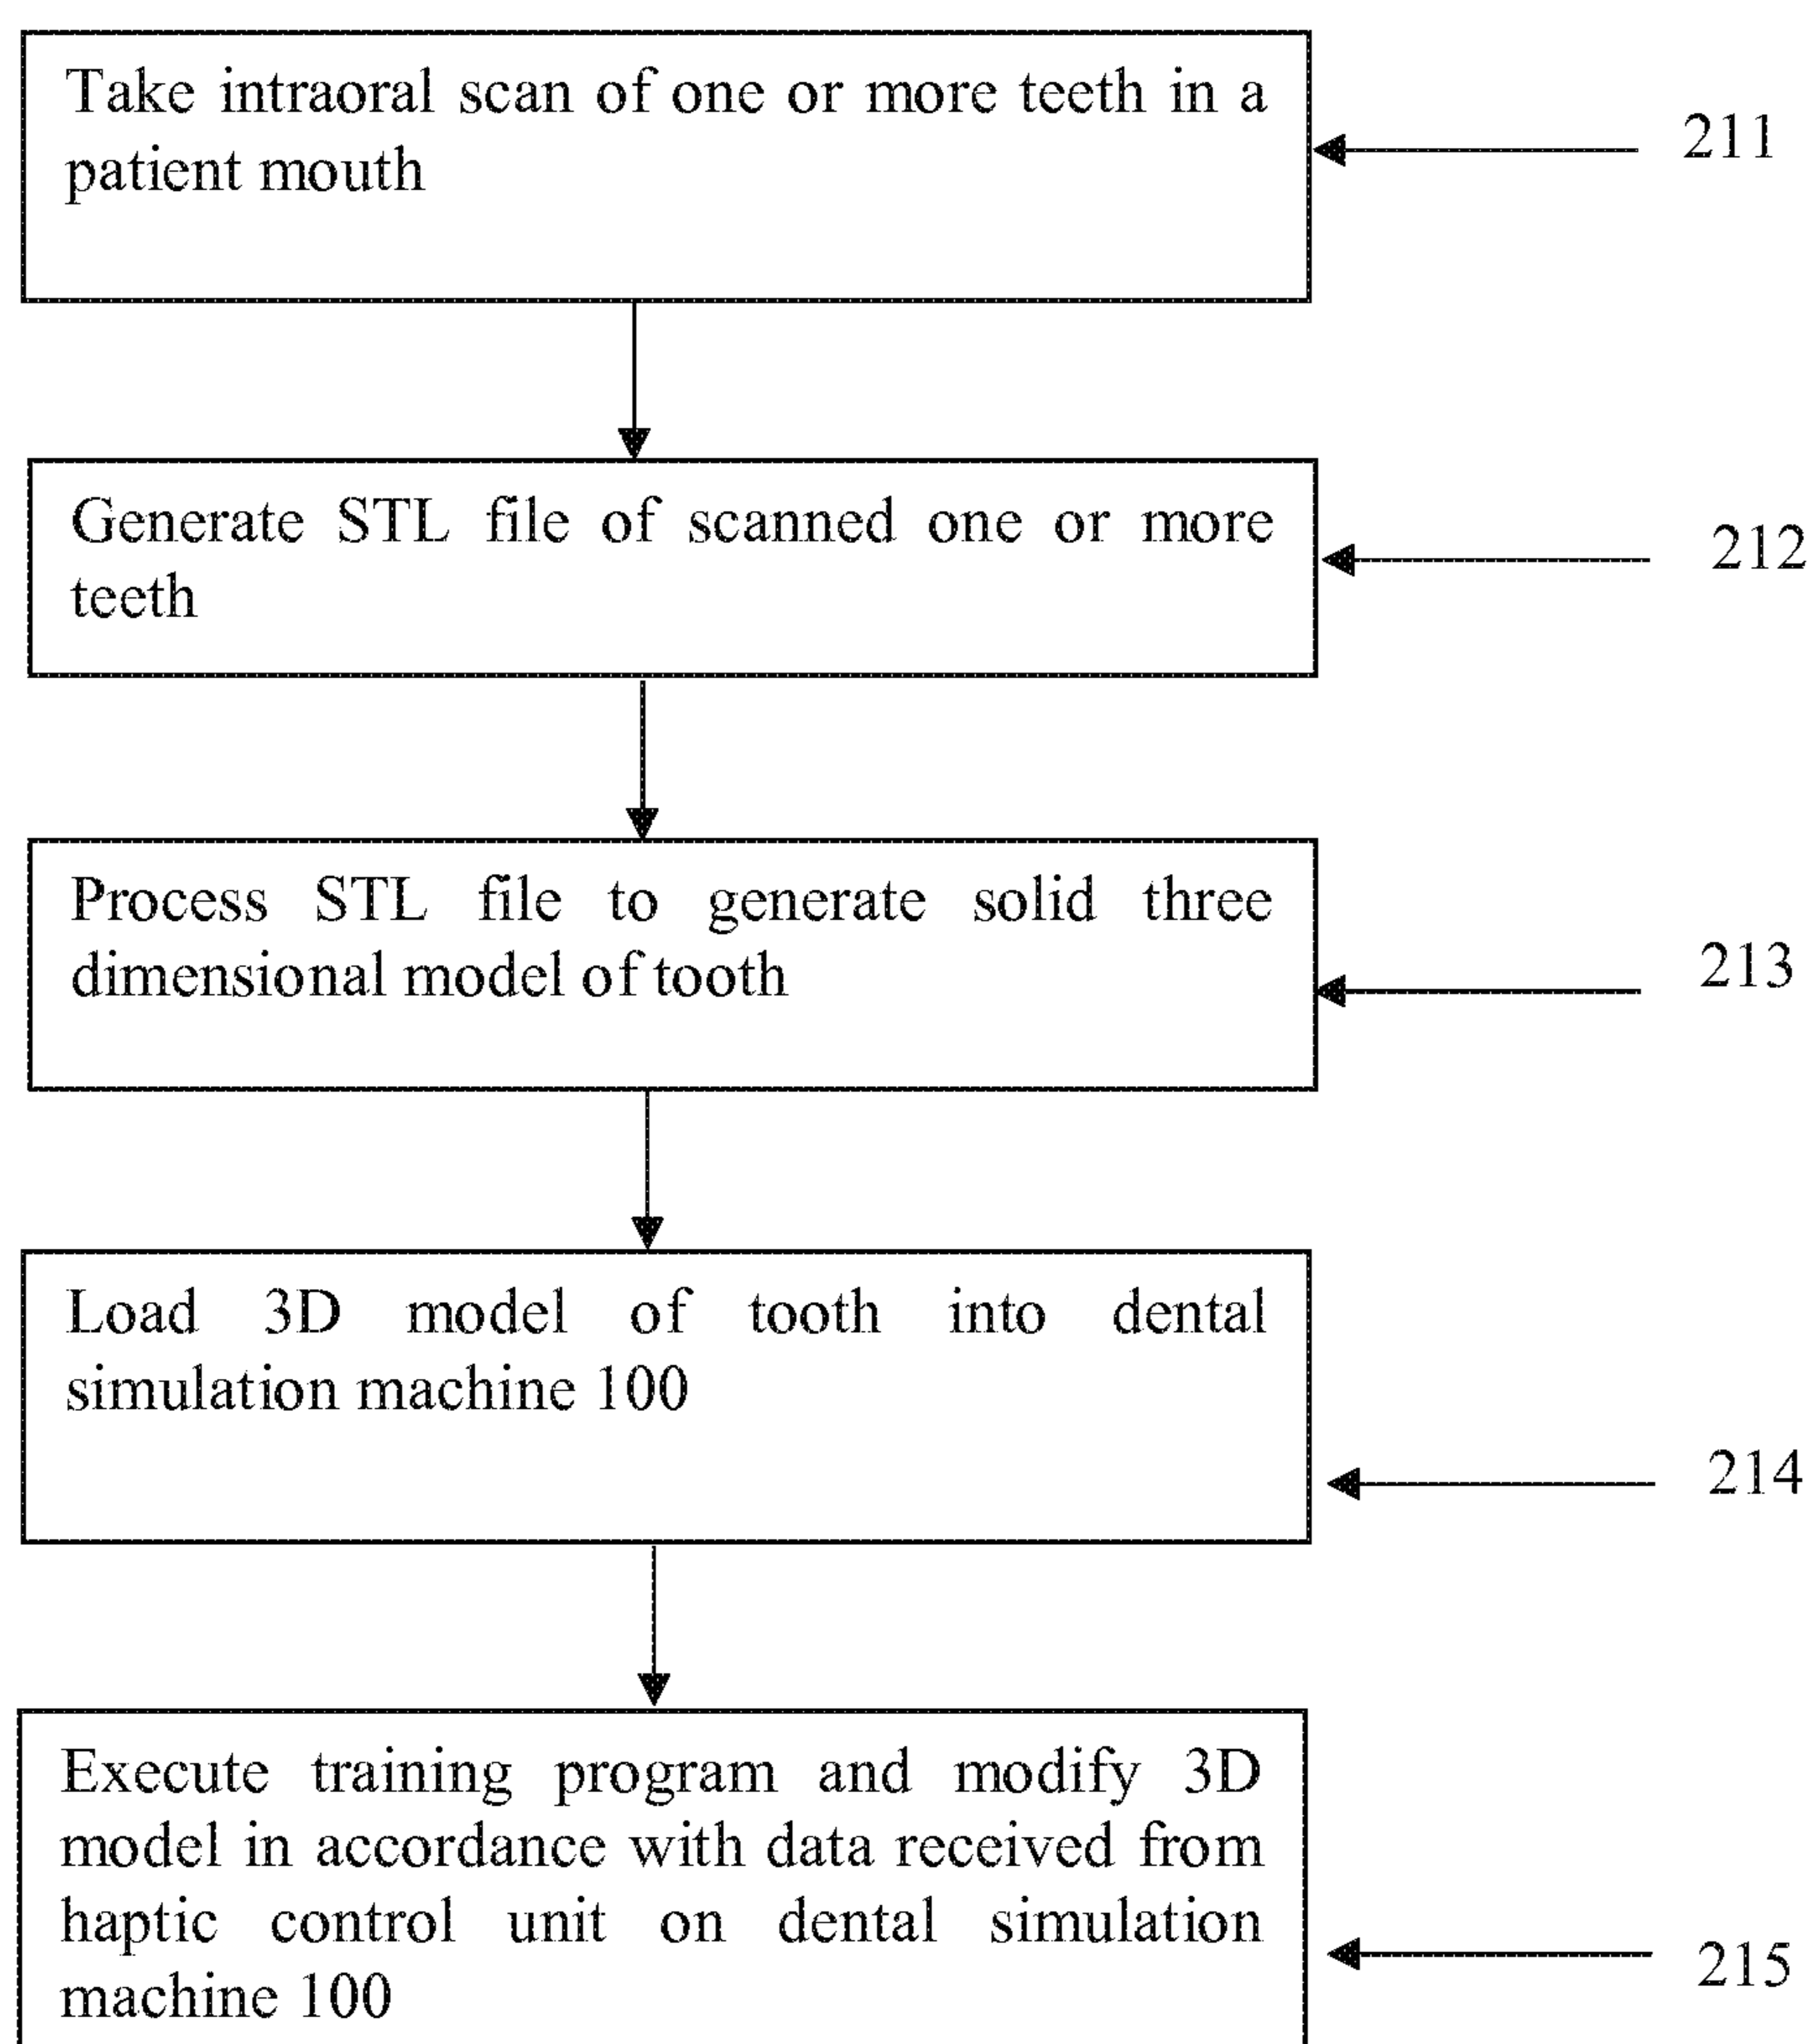 Take intraoral scan of one or more teeth in a
patient mouth
211
Generate STL file of scanned one or more
teeth
212
Process STL file to generate solid three
dimensional model of tooth
213
Load 3D model of tooth into dental
simulation machine 100
214
Execute training program and modify 3D
model in accordance with data received from
haptic control unit on dental simulation
machine 100
215